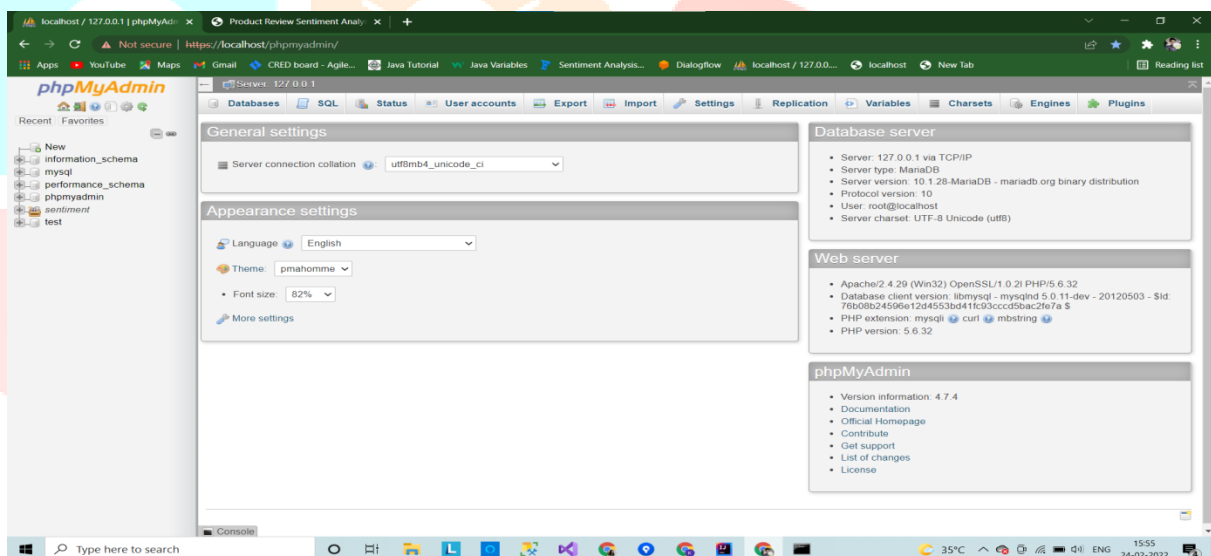 localhost / 127.0.0.1 | phpMyAdn
Product Review Sentiment Analy
Not secure | https://localhost/phpmyadmin/
Apps YouTube Maps Gmail CRED board - Agile... Java Tutorial Java Variables Sentiment Analysis... Dialogflow localhost / 127.0.0... localhost New Tab Reading list
phpMyAdmin
Recent Favorites
New
information_schema
mysql
performance_schema
phpmyadmin
sentiment
test
Server: 127.0.0.1
Databases SQL Status User accounts Export Import Settings Replication Variables Charsets Engines Plugins
General settings
Server connection collation : utf8mb4_unicode_ci
Appearance settings
Language English
Theme: pmahomme
• Font size: 82%
More settings
Database server
• Server: 127.0.0.1 via TCP/IP
• Server type: MariaDB
• Server version: 10.1.28-MariaDB - mariadb.org binary distribution
• Protocol version: 10
• User: root@localhost
• Server charset: UTF-8 Unicode (utf8)
Web server
• Apache/2.4.29 (Win32) OpenSSL/1.0.2l PHP/5.6.32
• Database client version: libmysql - mysqlnd 5.0.11-dev - 20120503 - $Id:
76b08b24596e12d4553bd41fc93cccd5bac2fe7a $
• PHP extension: mysqli curl mbstring
• PHP version: 5.6.32
phpMyAdmin
• Version information: 4.7.4
• Documentation
• Official Homepage
• Contribute
• Get support
• List of changes
• License
Console
Type here to search
35°C ENG 15:55
24-02-2022